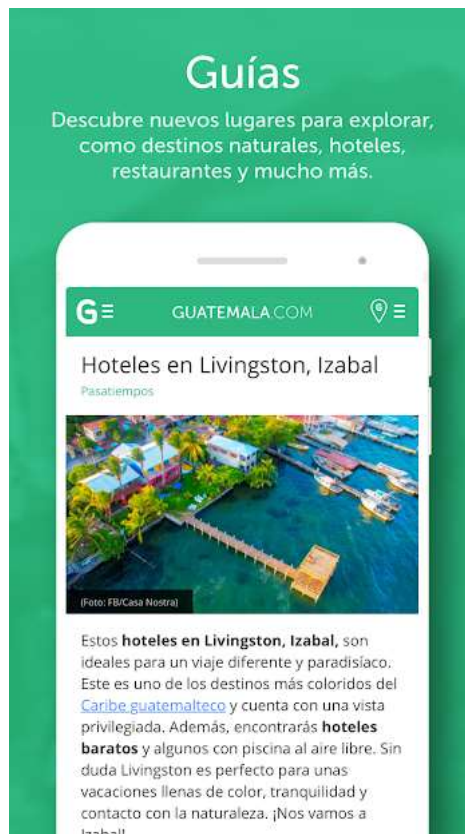 Guías
Descubre nuevos lugares para explorar,
como destinos naturales, hoteles,
restaurantes y mucho más.
G
GUATEMALA.COM
G
Hoteles en Livingston, Izabal
Pasatiempos
(Foto: FB/Casa Nostra)
Estos hoteles en Livingston, Izabal, son
ideales para un viaje diferente y paradisíaco.
Este es uno de los destinos más coloridos del
Caribe guatemalteco y cuenta con una vista
privilegiada. Además, encontrarás hoteles
baratos y algunos con piscina al aire libre. Sin
duda Livingston es perfecto para unas
vacaciones llenas de color, tranquilidad y
contacto con la naturaleza. ¡Nos vamos a
Izabal!